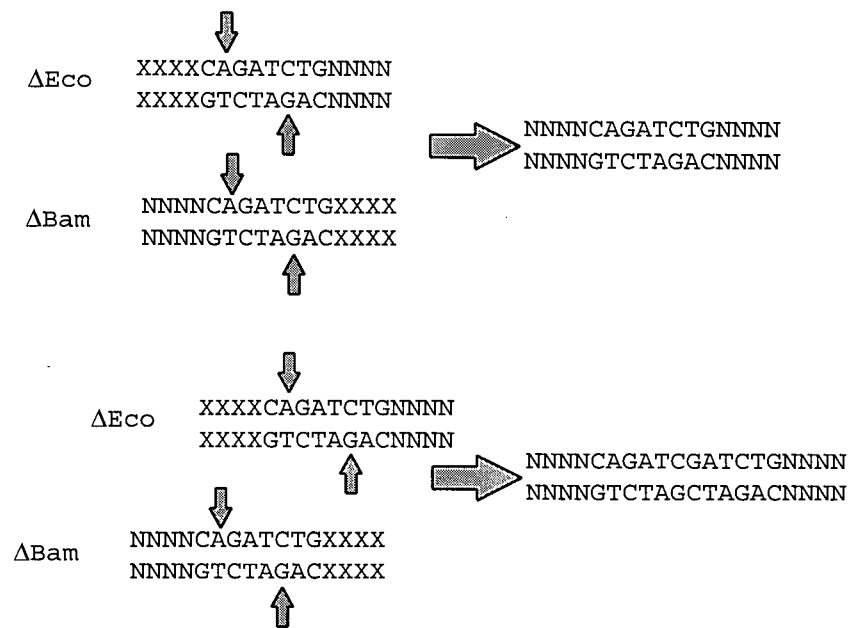 ΔEco XXXXCAGATCTGNNNN
XXXXGTCTAGACNNNN
NNNNCAGATCTGNNNN
NNNNGTCTAGACNNNN
ΔBam NNNNCAGATCTGXXXX
NNNNGTCTAGACXXXX
ΔEco XXXXCAGATCTGNNNN
XXXXGTCTAGACNNNN
NNNNCAGATCGATCTGNNNN
NNNNGTCTAGCTAGACNNNN
ΔBam NNNNCAGATCTGXXXX
NNNNGTCTAGACXXXX